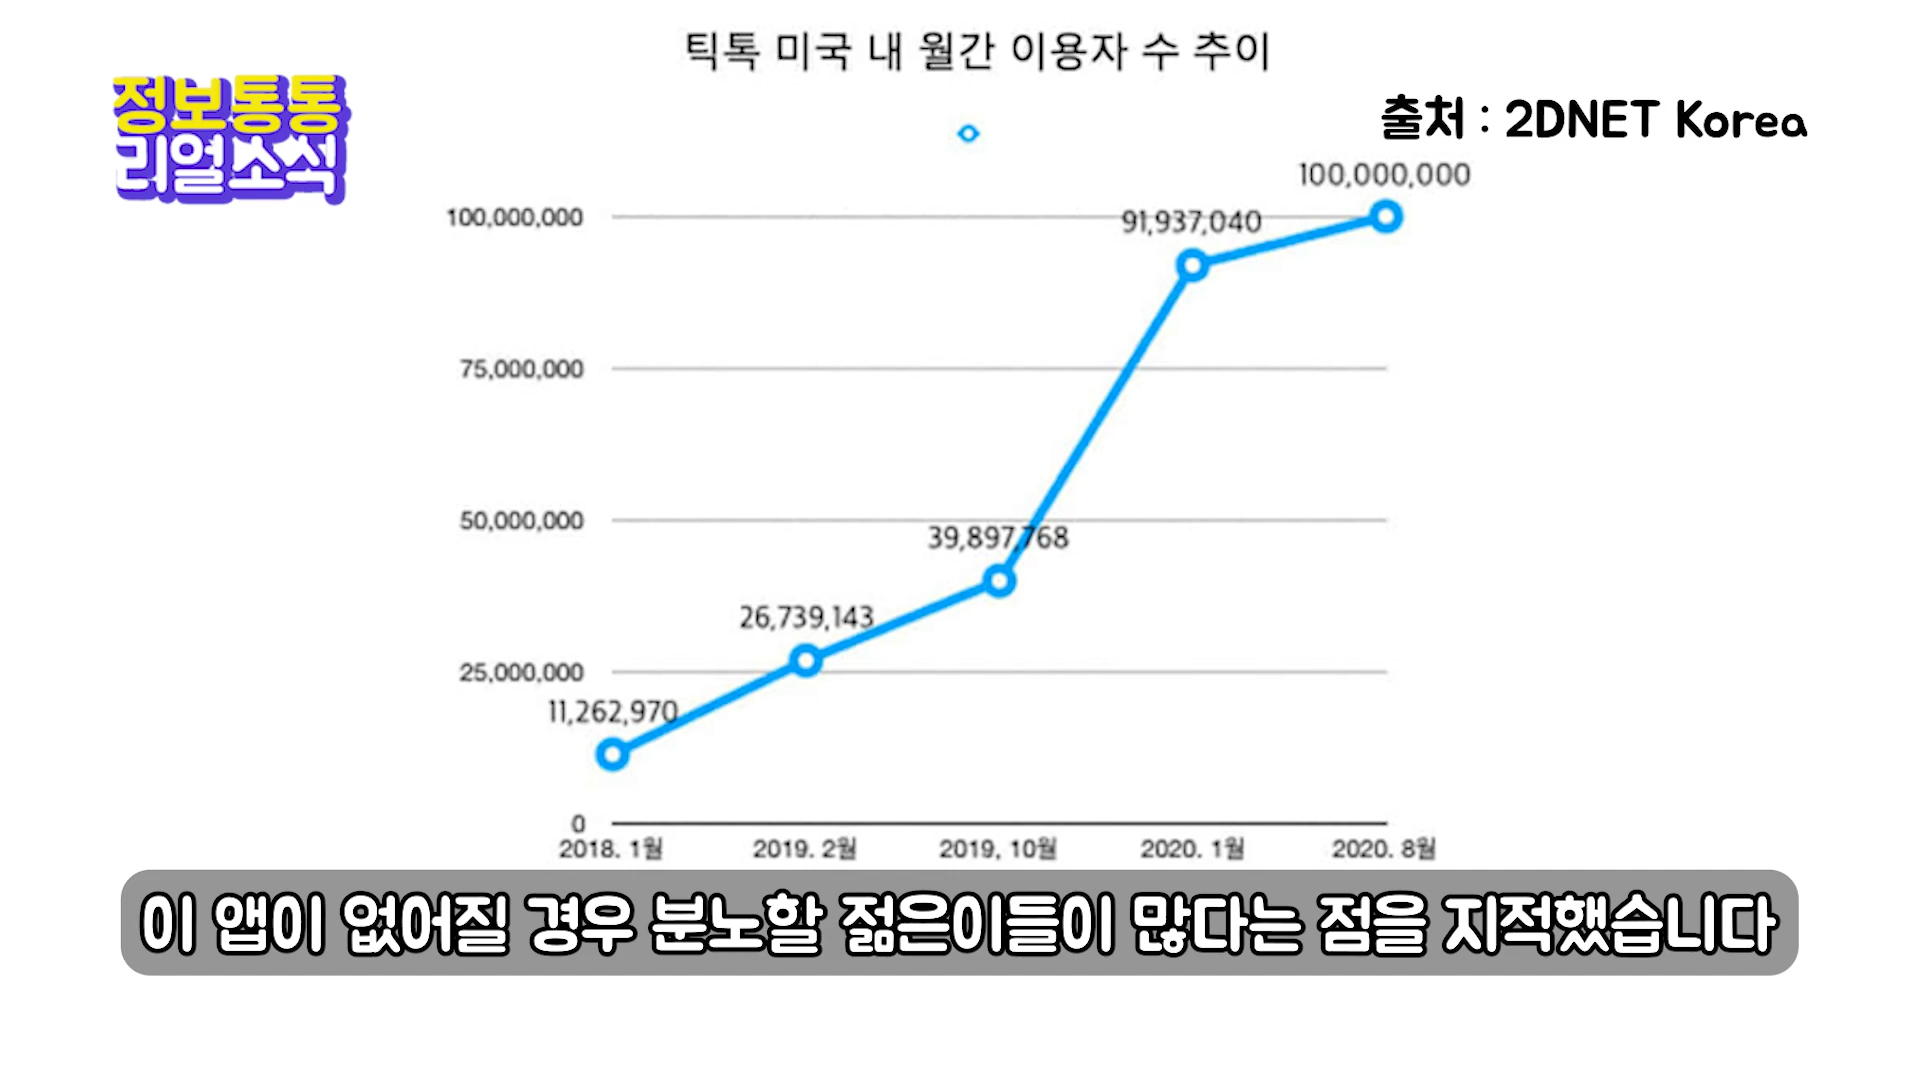 틱톡 미국 내 월간 이용자 수 추이
정보통통
리얼소식
출처 : 2DNET Korea
100,000,000
100,000,000
91,937,040
75,000,000
50,000,000
39,897,768
26,739,143
25,000,000
11,262,970
0
2018. 1월 2019. 2월 2019, 10월 2020. 1월 2020. 8월
이 앱이 없어질 경우 분노할 젊은이들이 많다는 점을 지적했습니다